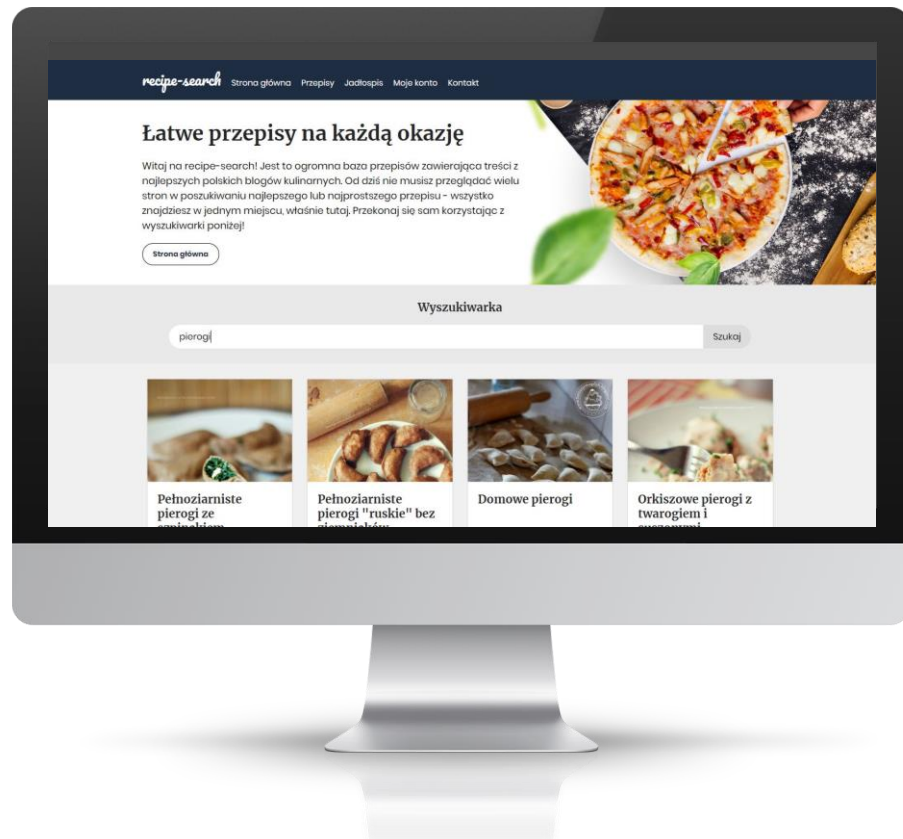 recipe-search Strona główna Przepisy Jadłospis Moje konto Kontakt
Łatwe przepisy na każdą okazję
Witaj na recipe-search! Jest to ogromna baza przepisów zawierająca treści z
najlepszych polskich blogów kulinarnych. Od dziś nie musisz przeglądać wielu
stron w poszukiwaniu najlepszego lub najprostszego przepisu - wszystko
znajdziesz w jednym miejscu, właśnie tutaj. Przekonaj się sam korzystając z
wyszukiwarki poniżej!
Strona główna
Wyszukiwarka
pierogi Szukaj
Pełnoziarniste
pierogi ze
szpinakiem
Pełnoziarniste
pierogi "ruskie" bez
ziemniaków
Domowe pierogi
Orkiszowe pierogi z
twarogiem i
suszonymi